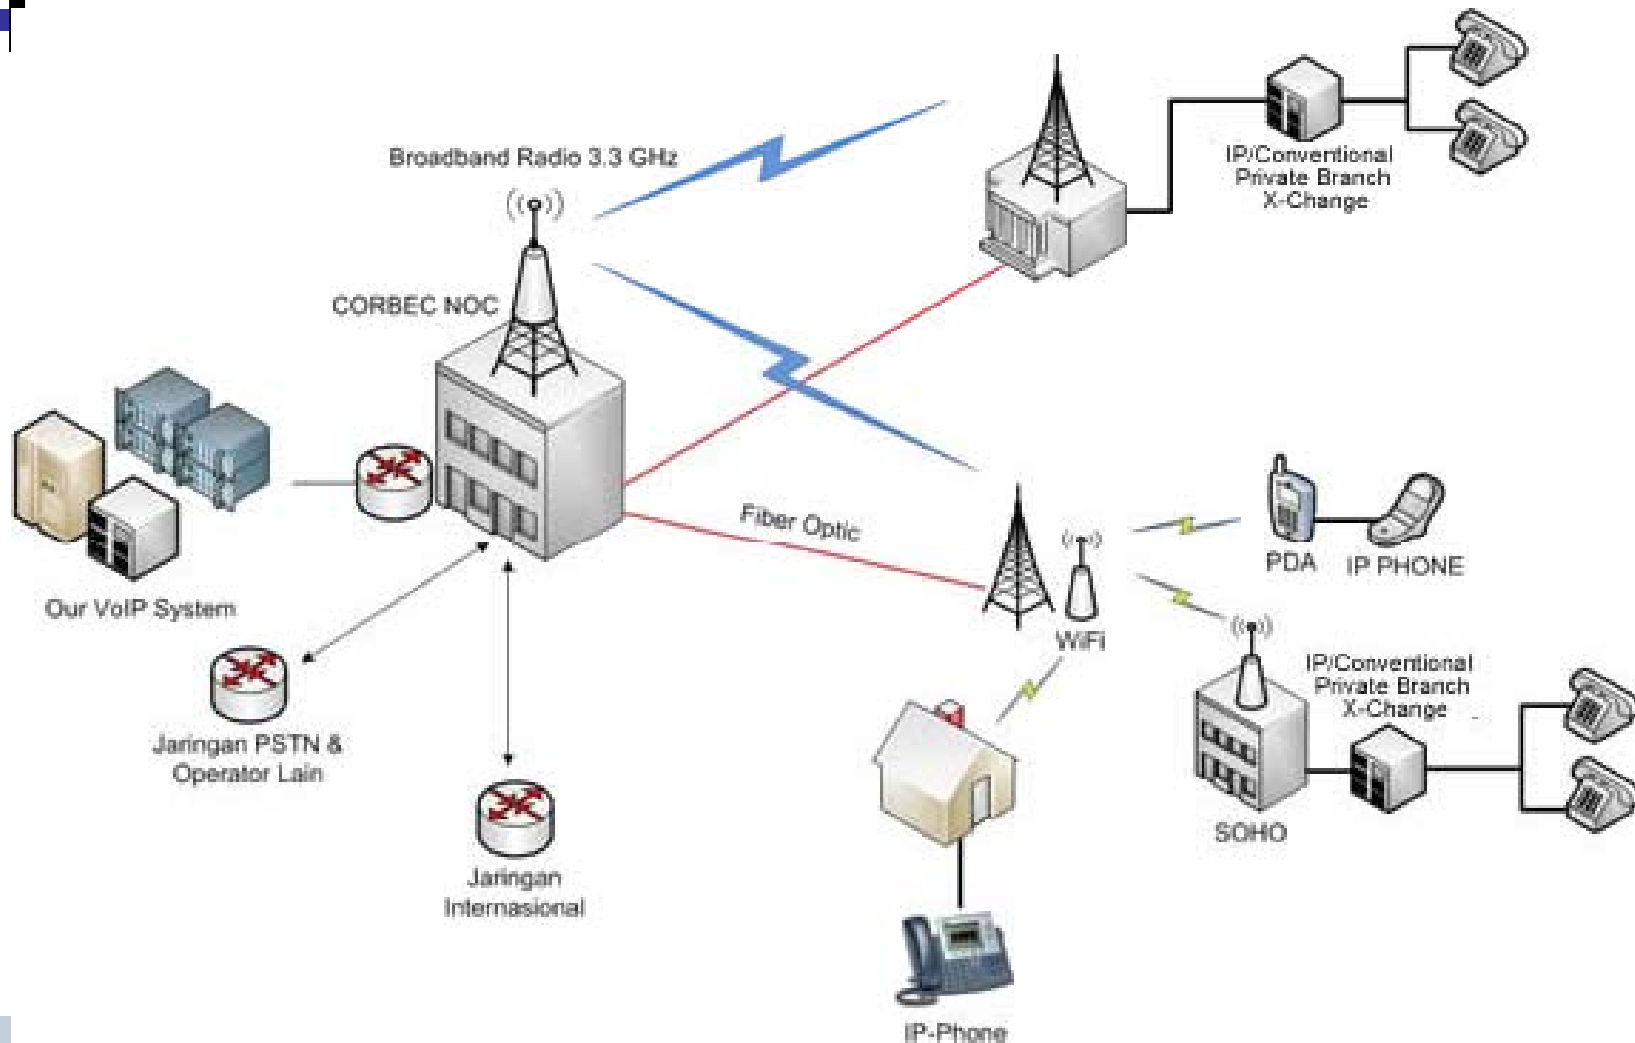 Broadband Radio 3.3 GHz
IP/Conventional
Private Branch
X-Change
CORBEC NOC
Fiber Optic
PDA
IP PHONE
Our VoIP System
WiFi
IP/Conventional
Private Branch
X-Change
Jaringan PSTN &
Operator Lain
SOHO
Jaringan
Internasional
IP-Phone